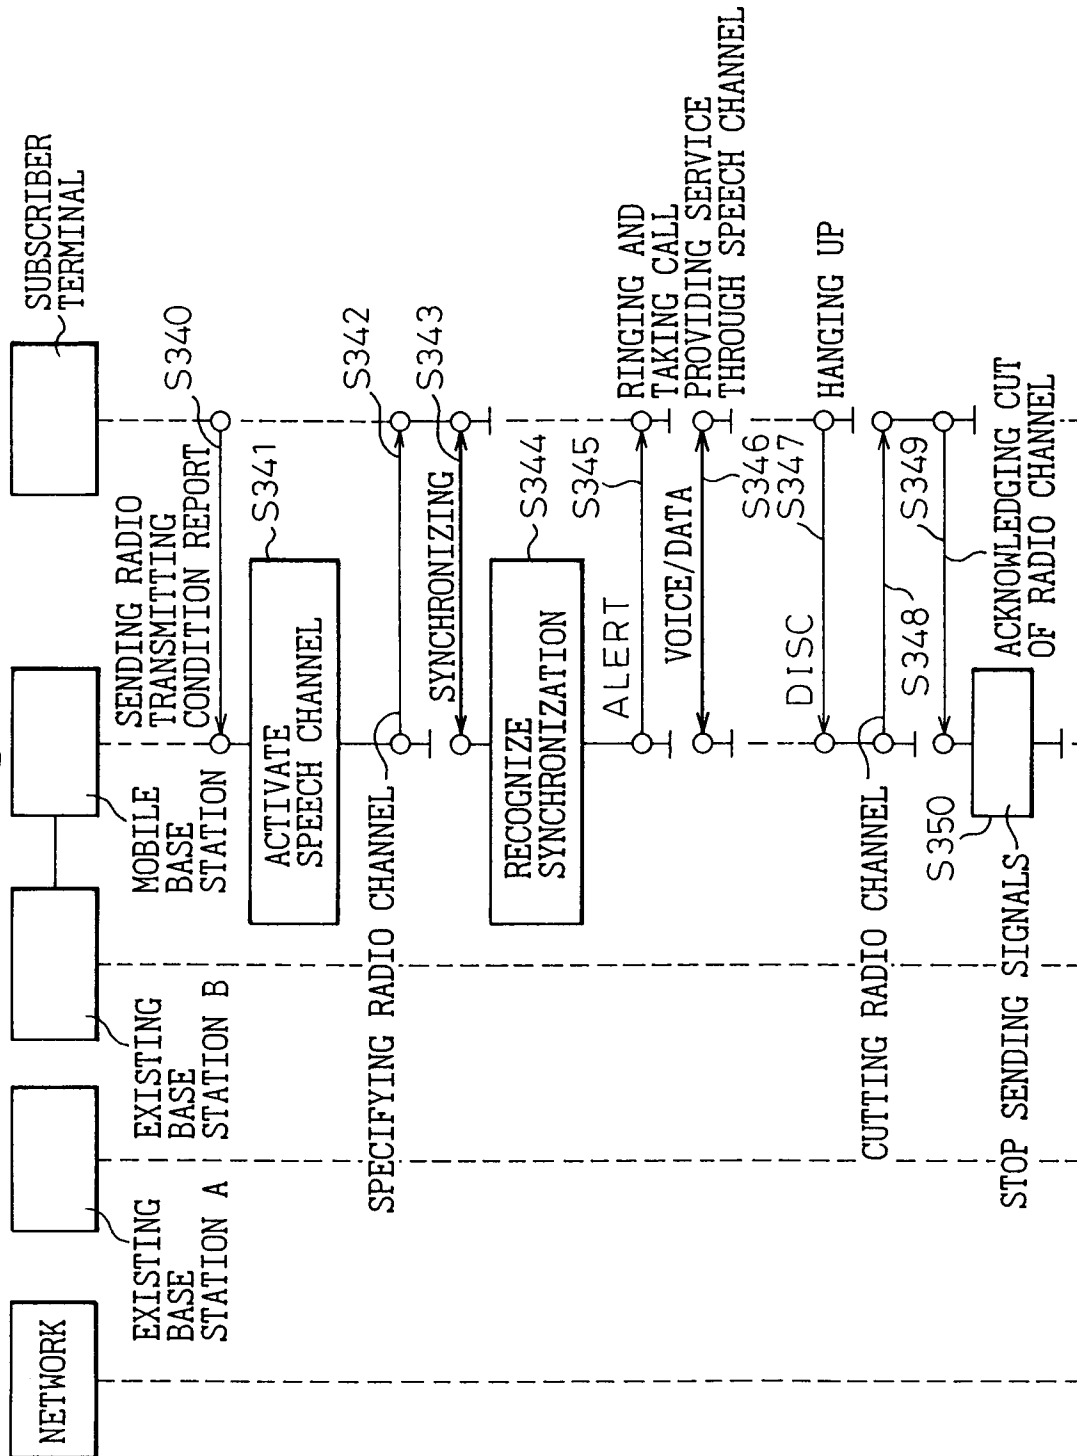 NETWORK
EXISTING
BASE
STATION A
EXISTING
BASE
STATION B
MOBILE
BASE
STATION
SUBSCRIBER
TERMINAL
SENDING RADIO
TRANSMITTING
CONDITION REPORT
S340
ACTIVATE
SPEECH CHANNEL
S341
SPECIFYING RADIO CHANNEL
S342
SYNCHRONIZING
S343
RECOGNIZE
SYNCHRONIZATION
S344
ALERT
S345
RINGING AND
TAKING CALL
VOICE/DATA
S346
PROVIDING SERVICE
THROUGH SPEECH CHANNEL
DISC
S347
HANGING UP
CUTTING RADIO CHANNEL
S348
S349
ACKNOWLEDGING CUT
OF RADIO CHANNEL
S350
STOP SENDING SIGNALS